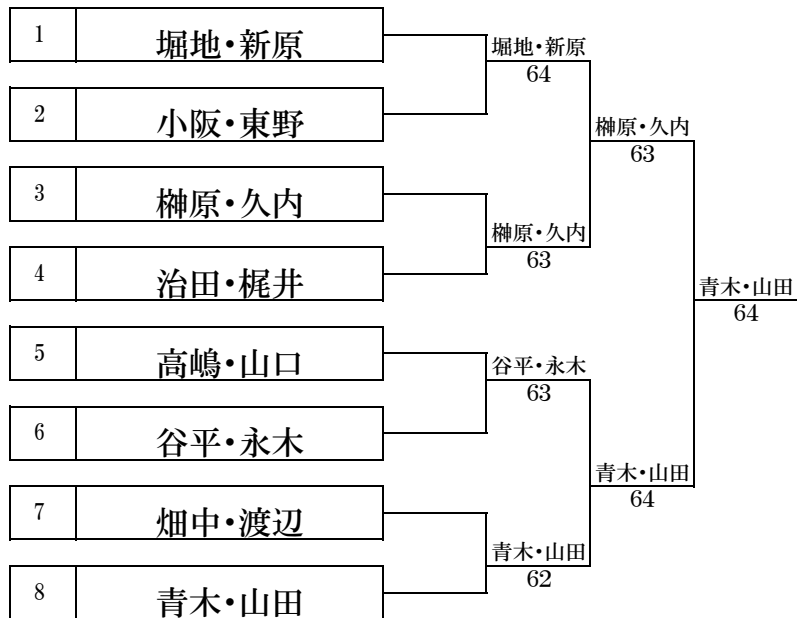 1 堀地・新原
2 小阪・東野
3 榊原・久内
4 治田・梶井
5 高嶋・山口
6 谷平・永木
7 畑中・渡辺
8 青木・山田
堀地・新原
64
榊原・久内
63
谷平・永木
63
青木・山田
62
榊原・久内
63
青木・山田
64
青木・山田
64